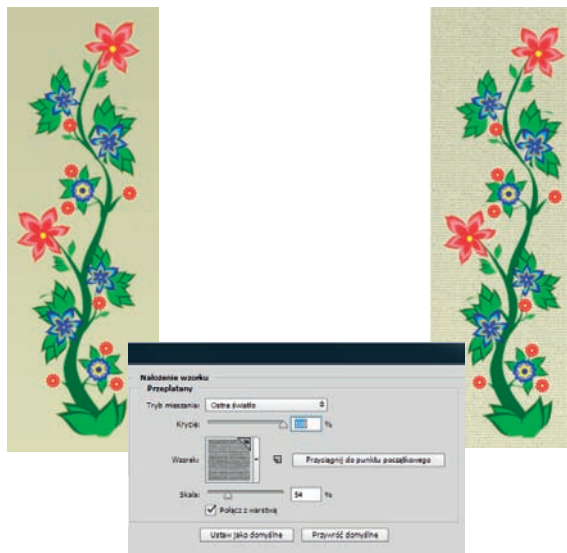 Nałożenie wzorku
Przeplatany
Tryb mieszania: Ostre światło
Krycie: 100 %
Wzorek:
Przyciągnij do punktu początkowego
Skala: 54 %
Połącz z warstwą
Ustaw jako domyślne Przywróć domyślne